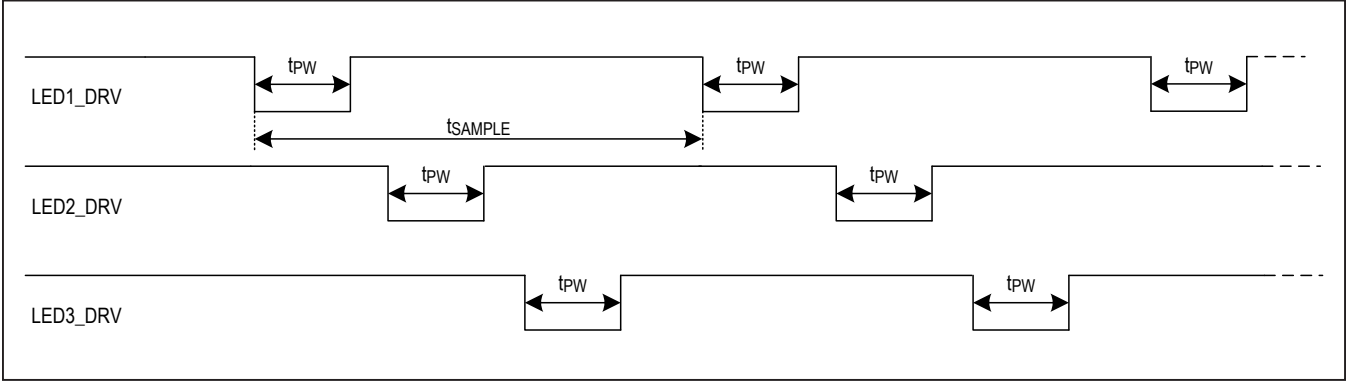 tPW tPW tPW
LED1_DRV
tSAMPLE
tPW tPW
LED2_DRV
tPW tPW
LED3_DRV